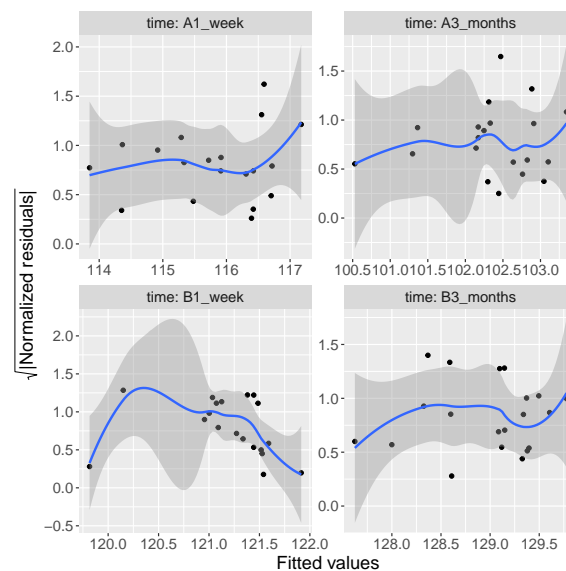 time: A1_week
time: A3_months
2.0
1.5
1.0
0.5
0.0
1.5
1.0
0.5
0.0
114 115 116 117
100.5 101.0 101.5 102.0 102.5 103.0
time: B1_week
time: B3_months
2.0
1.5
1.0
0.5
0.0
−0.5
1.5
1.0
0.5
0.0
120.0 120.5 121.0 121.5 122.0
128.0 128.5 129.0 129.5
√|Normalized residuals|
Fitted values